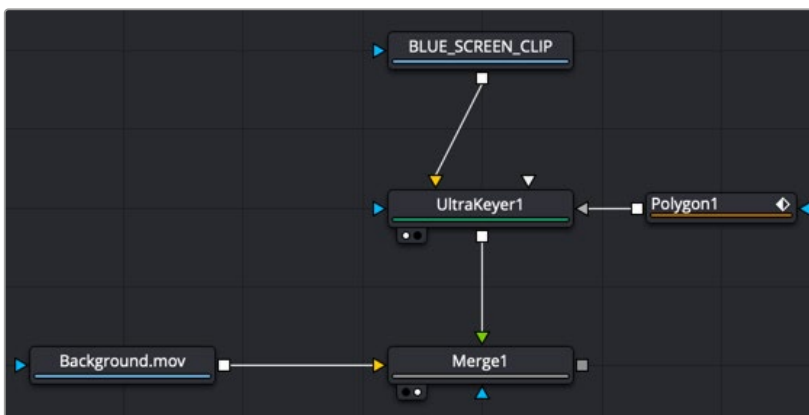 BLUE_SCREEN_CLIP
UltraKeyer1
Polygon1
Background.mov
Merge1